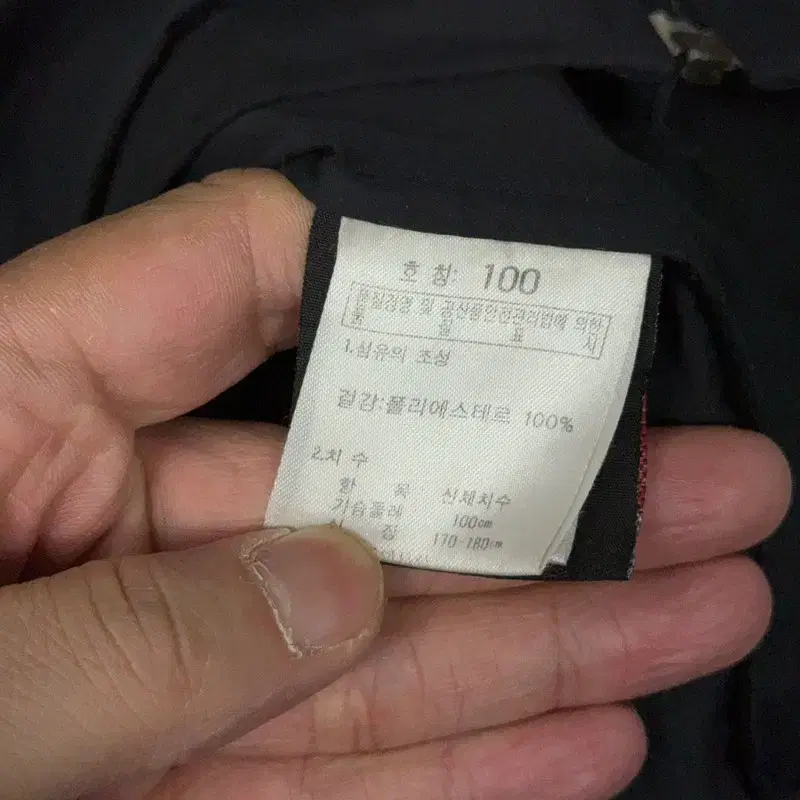 호 칭: 100
품질경영 및 공산품안전관리법에 의한
품 질 표 시
1.섬유의 조성
겉감:폴리에스테르 100%
2.치 수
항 목 신체치수
가슴둘레 100cm
신 장 170-180cm